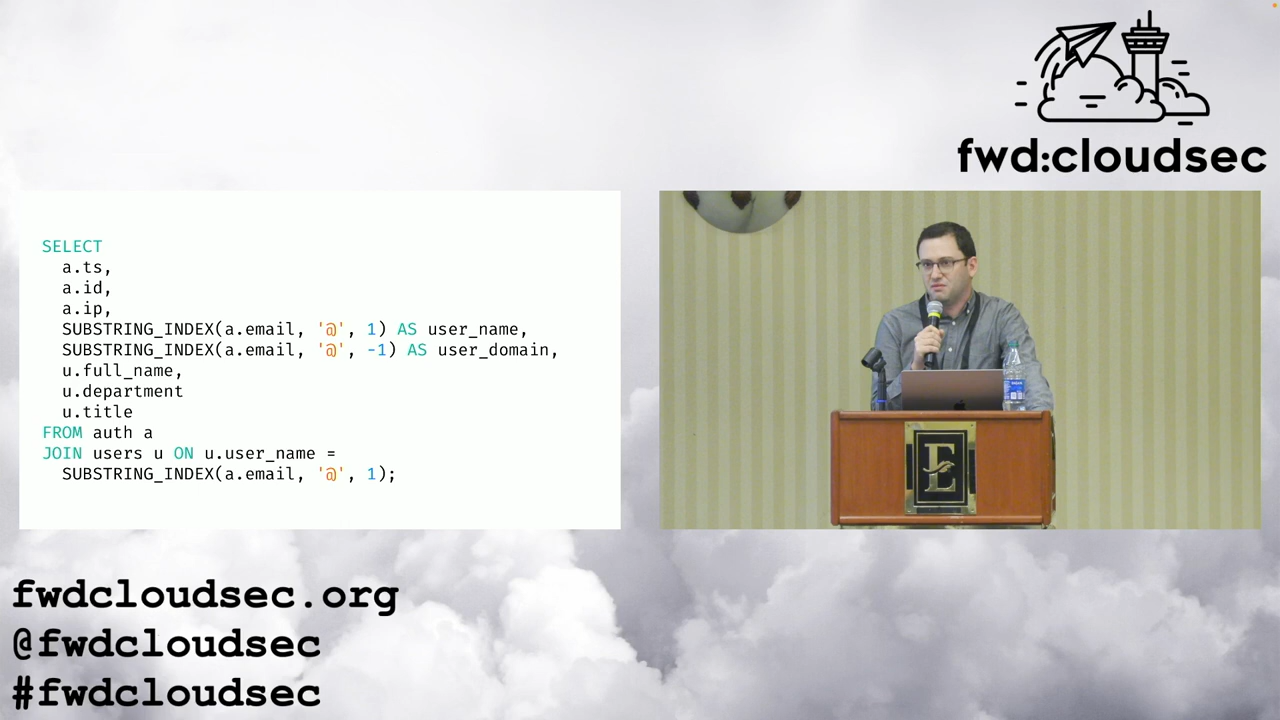 fwd:cloudsec
SELECT
a.ts,
a.id,
a.ip,
SUBSTRING_INDEX(a.email, '@', 1) AS user_name,
SUBSTRING_INDEX(a.email, '@', -1) AS user_domain,
u.full_name,
u.department
u.title
FROM auth a
JOIN users u ON u.user_name =
SUBSTRING_INDEX(a.email, '@', 1);
E
fwdcloudsec.org
@fwdcloudsec
#fwdcloudsec